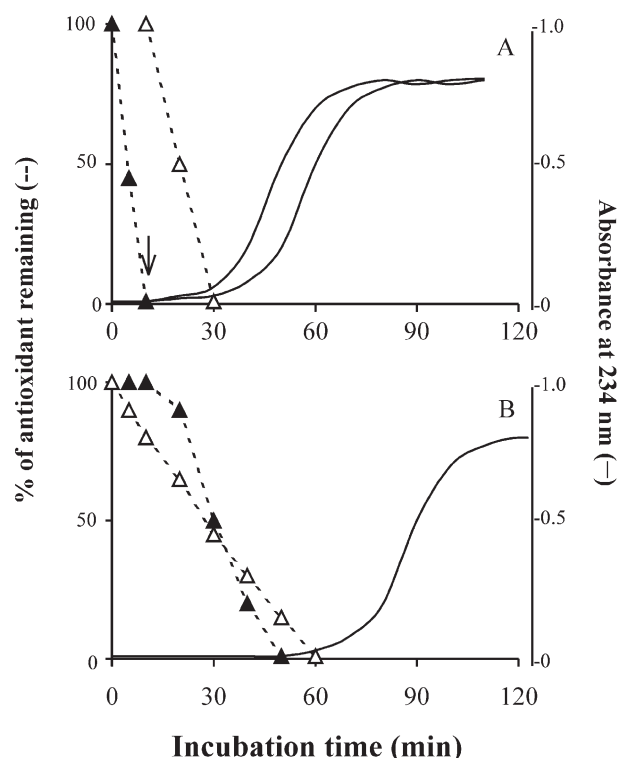 100
50
0
A
-1.0
-0.5
-0
0 30 60 90 120
% of antioxidant remaining (--)
Absorbance at 234 nm (—)
100
50
0
B
-1.0
-0.5
-0
0 30 60 90 120
Incubation time (min)